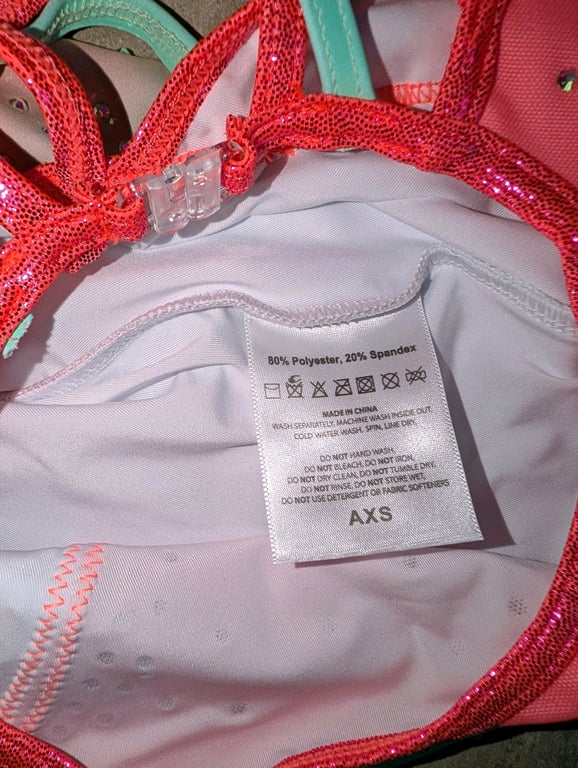 80% Polyester, 20% Spandex
MADE IN CHINA
WASH SEPARATELY, MACHINE WASH INSIDE OUT,
COLD WATER WASH, SPIN, LINE DRY.
DO NOT HAND WASH,
DO NOT BLEACH, DO NOT IRON,
DO NOT DRY CLEAN, DO NOT TUMBLE DRY,
DO NOT RINSE, DO NOT STORE WET,
DO NOT USE DETERGENT OR FABRIC SOFTENERS
AXS